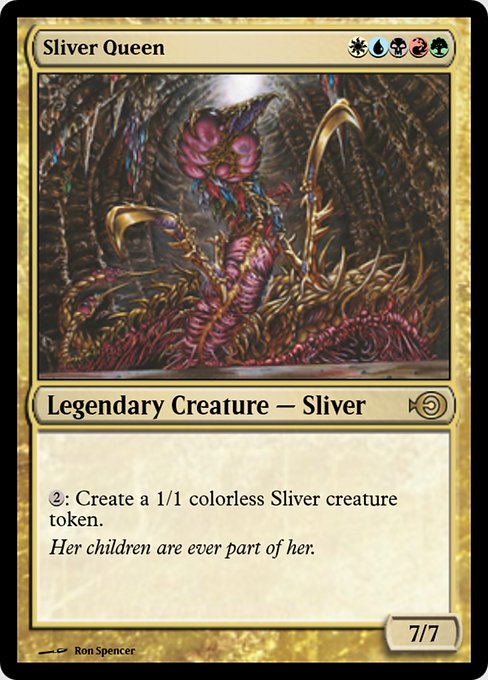 Sliver Queen
Legendary Creature — Sliver
2: Create a 1/1 colorless Sliver creature
token.
Her children are ever part of her.
7/7
Ron Spencer